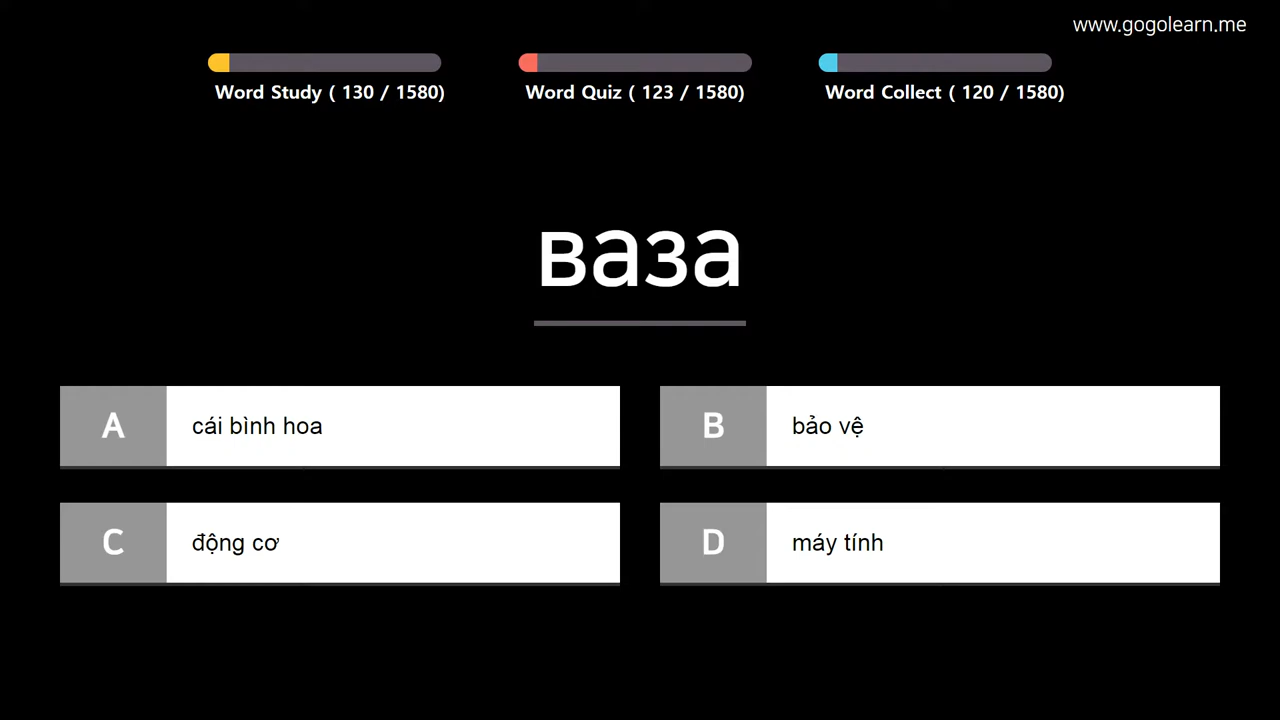 www.gogolearn.me
Word Study ( 130 / 1580)
Word Quiz ( 123 / 1580)
Word Collect ( 120 / 1580)
ваза
A cái bình hoa
B bảo vệ
C động cơ
D máy tính